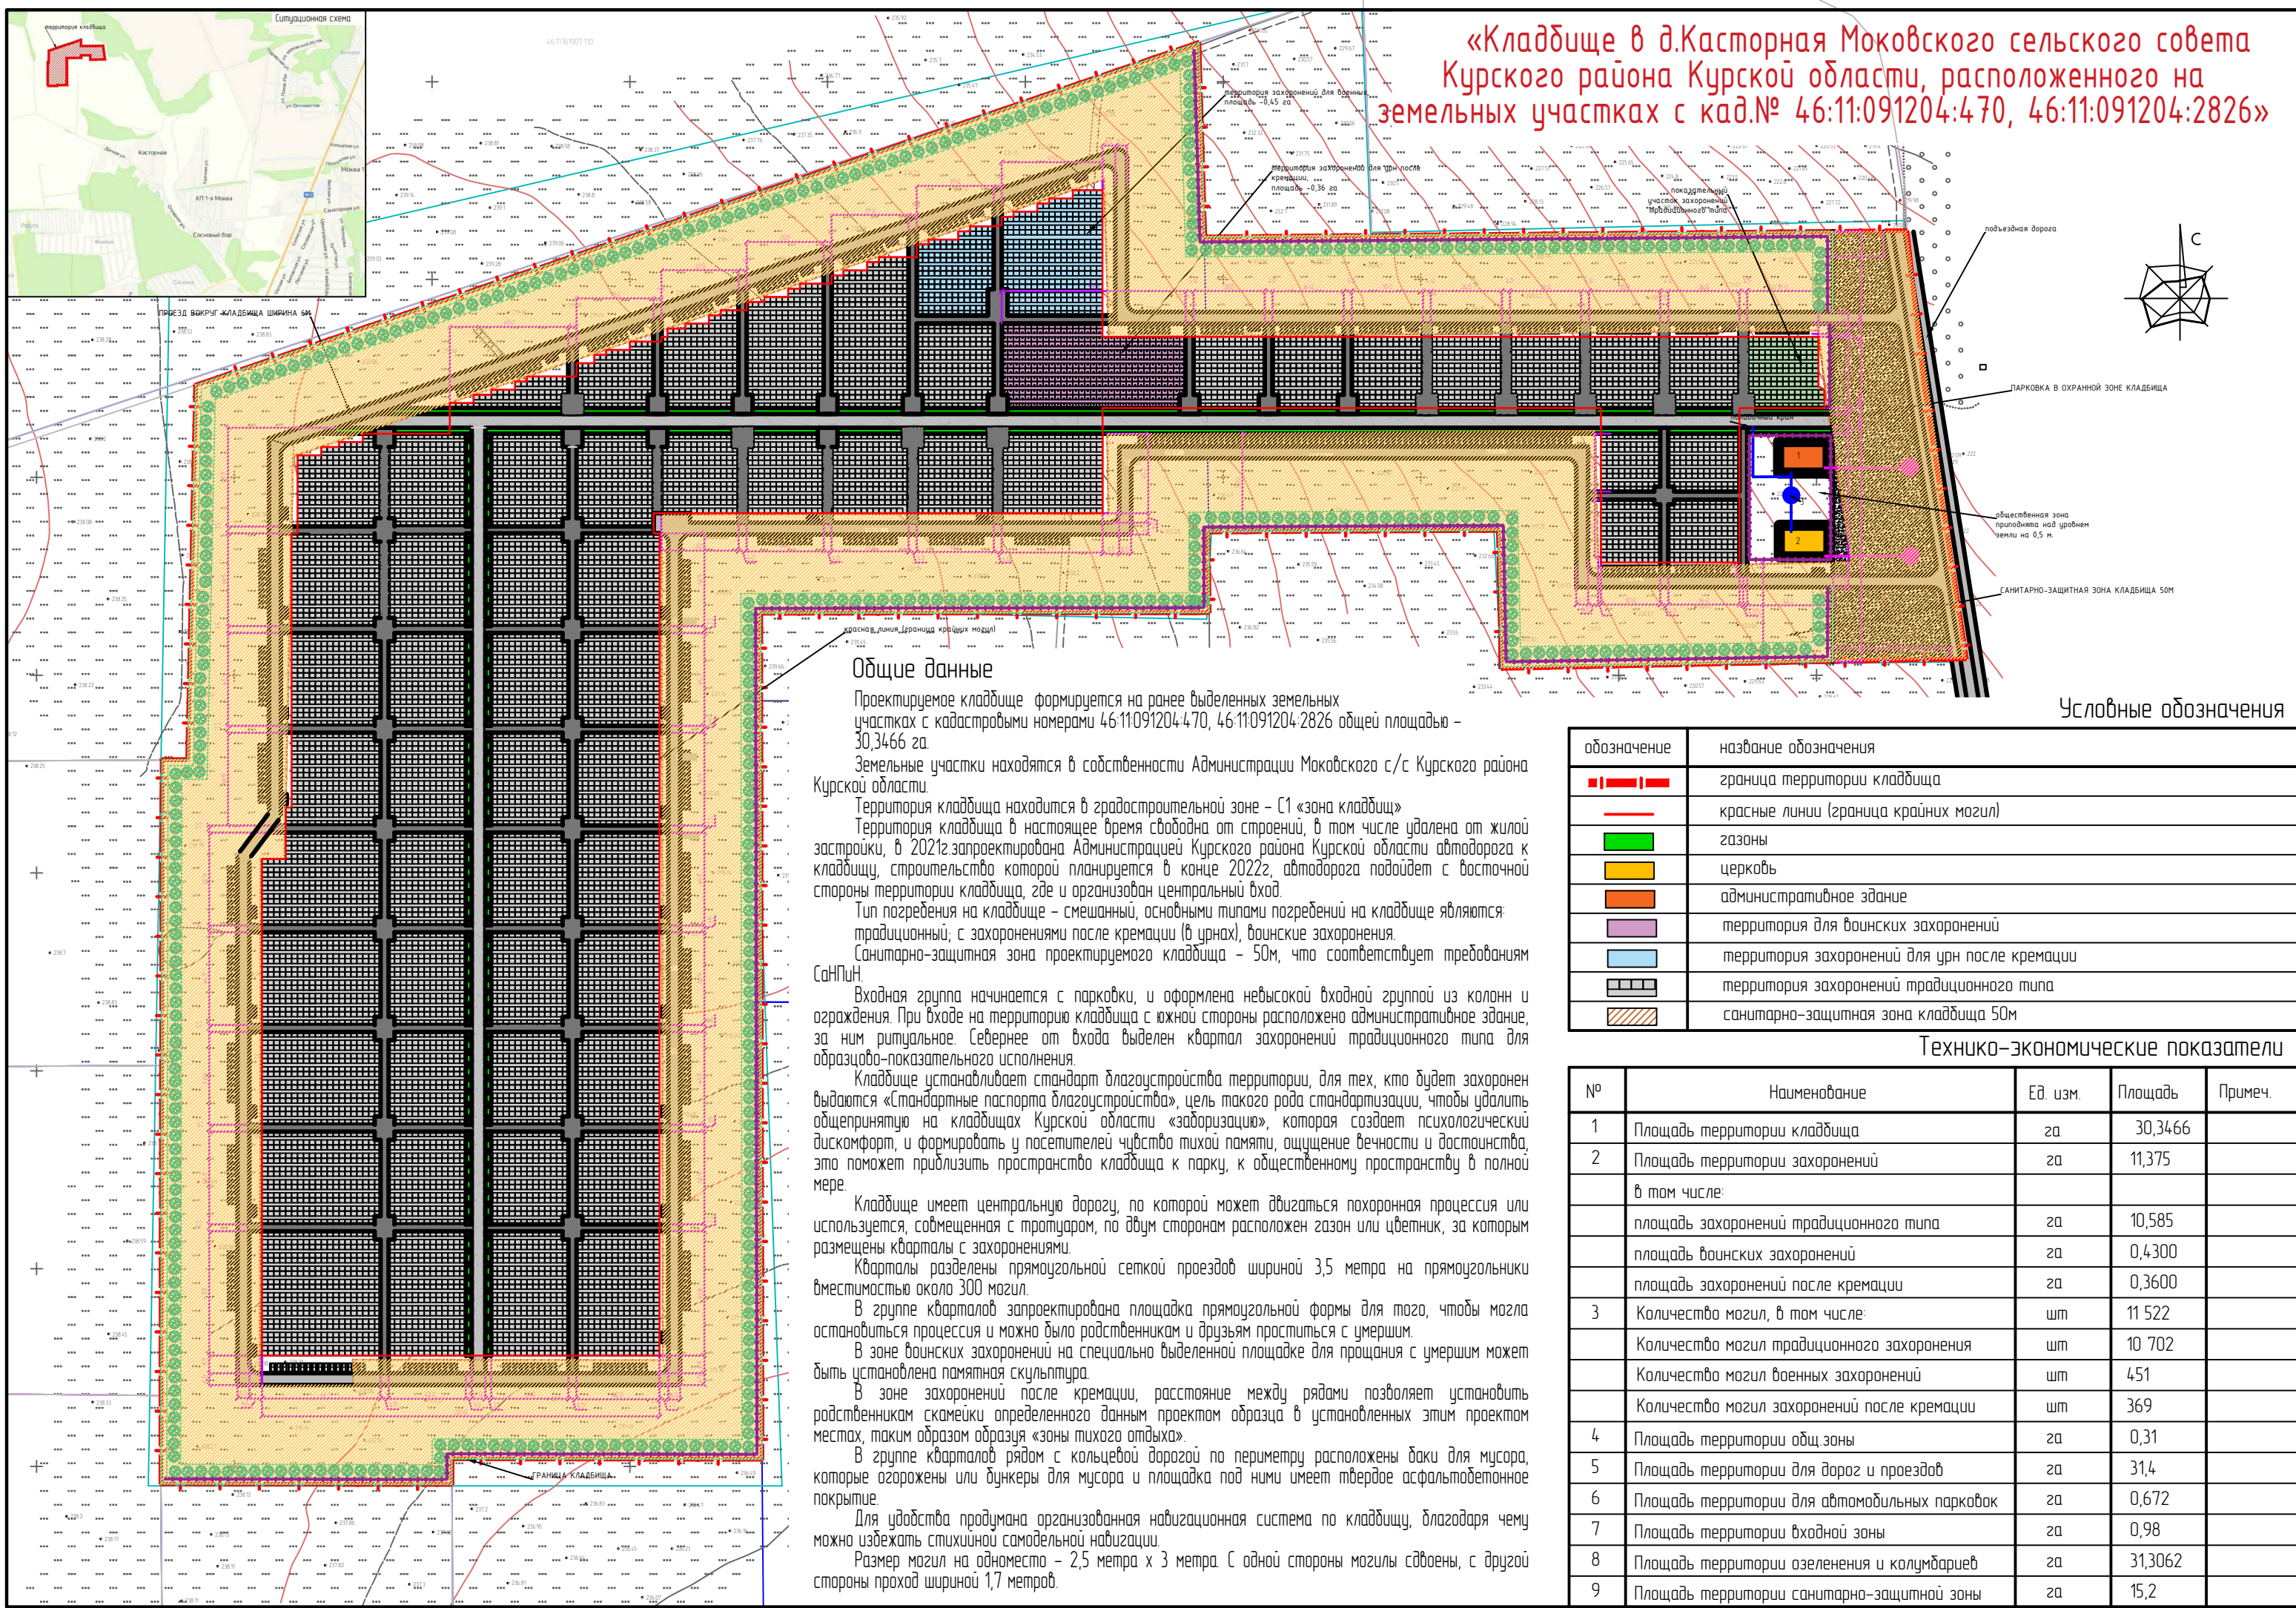 Ситуационная схема
территория кладбища
Касторная
КП 1-я Моква
Сосновый бор
Моква 1
«Кладбище в д.Касторная Моковского сельского совета
Курского района Курской области, расположенного на
земельных участках с кад.№ 46:11:091204:470, 46:11:091204:2826»
территория захоронений для военных
площадь -0,45 га
территория захоронений для урн после
кремации,
площадь -0,36 га
показательный
участок захоронений
традиционного типа
подъездная дорога
С
ПРОЕЗД ВОКРУГ КЛАДБИЩА ШИРИНА 6М
ПАРКОВКА В ОХРАННОЙ ЗОНЕ КЛАДБИЩА
1
2
общественная зона
приподнята над уровнем
земли на 0,5 м.
САНИТАРНО-ЗАЩИТНАЯ ЗОНА КЛАДБИЩА 50М
красная линия (граница крайних могил)
ГРАНИЦА КЛАДБИЩА
Общие данные
Проектируемое кладбище формируется на ранее выделенных земельных
участках с кадастровыми номерами 46:11:091204:470, 46:11:091204:2826 общей площадью –
30,3466 га.
Земельные участки находятся в собственности Администрации Моковского с/с Курского района
Курской области.
Территория кладбища находится в градостроительной зоне – С1 «зона кладбищ»
Территория кладбища в настоящее время свободна от строений, в том числе удалена от жилой
застройки, в 2021г.запроектирована Администрацией Курского района Курской области автодорога к
кладбищу, строительство которой планируется в конце 2022г, автодорога подойдет с восточной
стороны территории кладбища, где и организован центральный вход.
Тип погребения на кладбище – смешанный, основными типами погребений на кладбище являются:
традиционный; с захоронениями после кремации (в урнах), воинские захоронения.
Санитарно-защитная зона проектируемого кладбища – 50м, что соответствует требованиям
СаНПиН.
Входная группа начинается с парковки, и оформлена невысокой входной группой из колонн и
ограждения. При входе на территорию кладбища с южной стороны расположено административное здание,
за ним ритуальное. Севернее от входа выделен квартал захоронений традиционного типа для
образцово-показательного исполнения.
Кладбище устанавливает стандарт благоустройства территории, для тех, кто будет захоронен
выдаются «Стандартные паспорта благоустройства», цель такого рода стандартизации, чтобы удалить
общепринятую на кладбищах Курской области «заборизацию», которая создает психологический
дискомфорт, и формировать у посетителей чувство тихой памяти, ощущение вечности и достоинства,
это поможет приблизить пространство кладбища к парку, к общественному пространству в полной
мере.
Кладбище имеет центральную дорогу, по которой может двигаться похоронная процессия или
используется, совмещенная с тротуаром, по двум сторонам расположен газон или цветник, за которым
размещены кварталы с захоронениями.
Кварталы разделены прямоугольной сеткой проездов шириной 3,5 метра на прямоугольники
вместимостью около 300 могил.
В группе кварталов запроектирована площадка прямоугольной формы для того, чтобы могла
остановиться процессия и можно было родственникам и друзьям проститься с умершим.
В зоне воинских захоронений на специально выделенной площадке для прощания с умершим может
быть установлена памятная скульптура.
В зоне захоронений после кремации, расстояние между рядами позволяет установить
родственникам скамейки определенного данным проектом образца в установленных этим проектом
местах, таким образом образуя «зоны тихого отдыха».
В группе кварталов рядом с кольцевой дорогой по периметру расположены баки для мусора,
которые огорожены или бункеры для мусора и площадка под ними имеет твердое асфальтобетонное
покрытие.
Для удобства продумана организованная навигационная система по кладбищу, благодаря чему
можно избежать стихийной самодельной навигации.
Размер могил на одноместо – 2,5 метра х 3 метра. С одной стороны могилы сдвоены, с другой
стороны проход шириной 1,7 метров.
Условные обозначения
обозначение название обозначения
граница территории кладбища
красные линии (граница крайних могил)
газоны
церковь
административное здание
территория для воинских захоронений
территория захоронений для урн после кремации
территория захоронений традиционного типа
санитарно-защитная зона кладбища 50м
Технико-экономические показатели
№ Наименование Ед. изм. Площадь Примеч.
1 Площадь территории кладбища га 30,3466
2 Площадь территории захоронений га 11,375
в том числе:
площадь захоронений традиционного типа га 10,585
площадь воинских захоронений га 0,4300
площадь захоронений после кремации га 0,3600
3 Количество могил, в том числе: шт 11 522
Количество могил традиционного захоронения шт 10 702
Количество могил военных захоронений шт 451
Количество могил захоронений после кремации шт 369
4 Площадь территории общ.зоны га 0,31
5 Площадь территории для дорог и проездов га 31,4
6 Площадь территории для автомобильных парковок га 0,672
7 Площадь территории входной зоны га 0,98
8 Площадь территории озеленения и колумбариев га 31,3062
9 Площадь территории санитарно-защитной зоны га 15,2